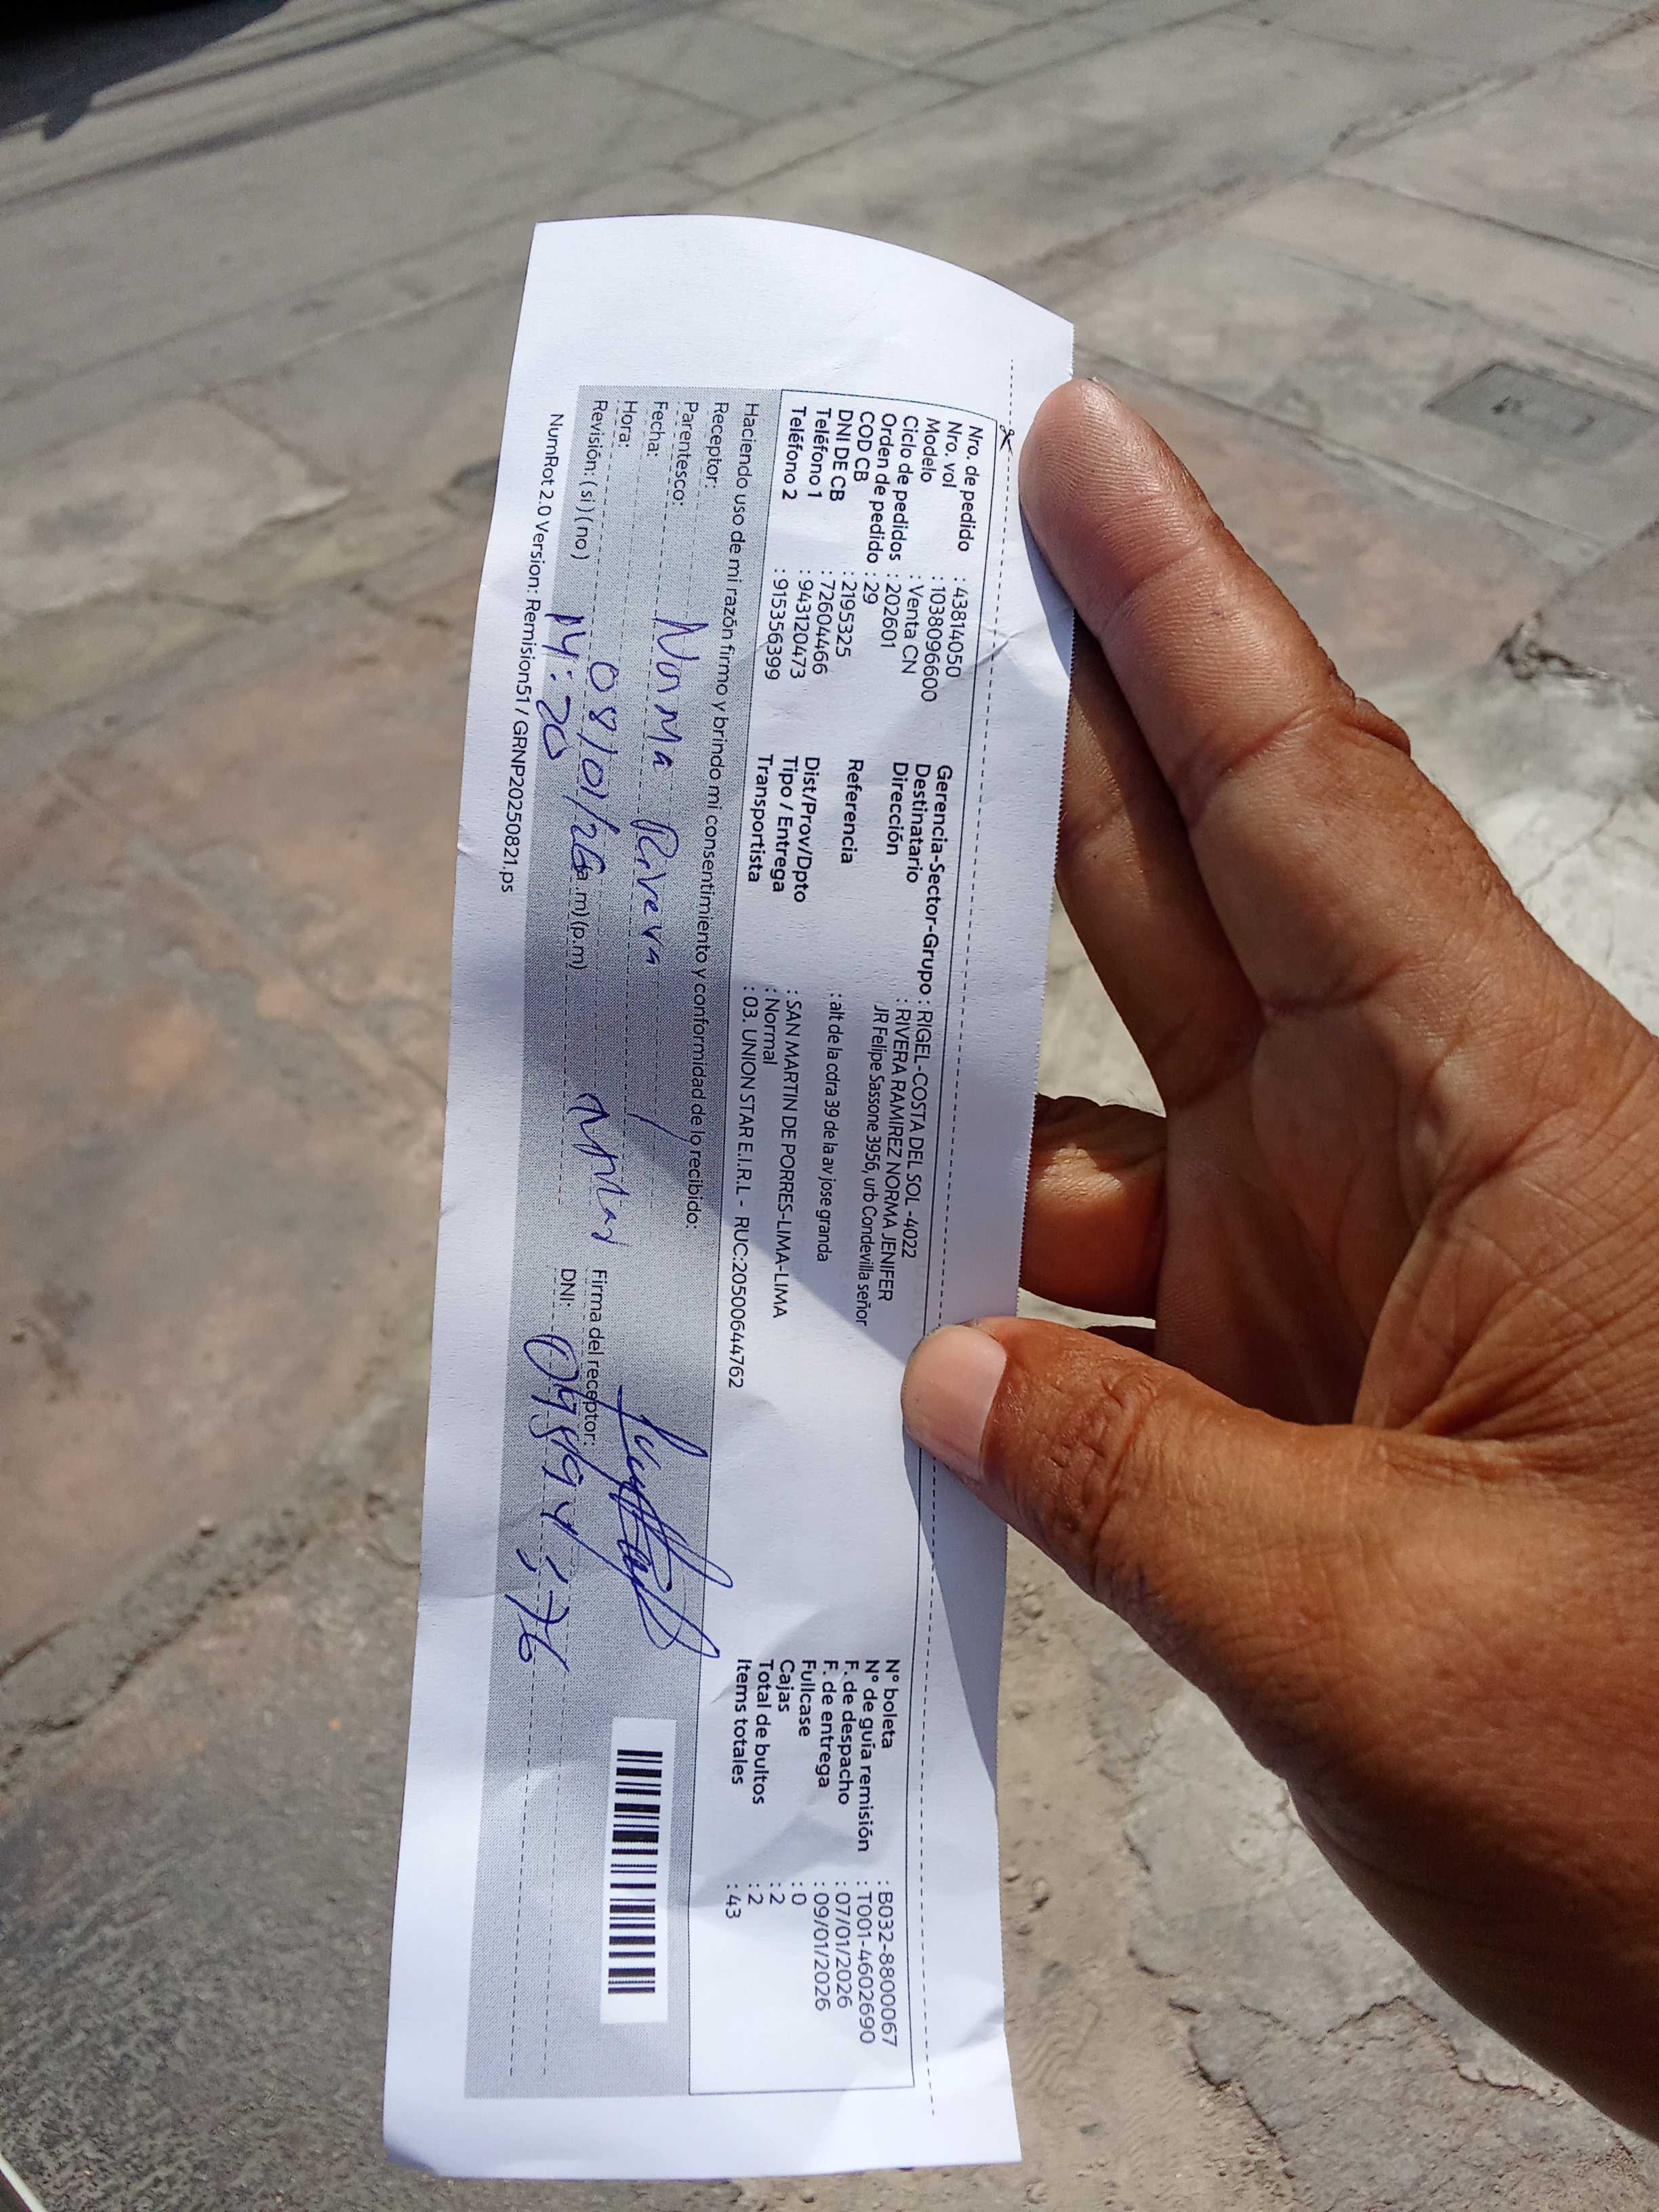 Nro. de pedido : 43814050
Nro. vol : 1038096600
Modelo : Venta CN
Ciclo de pedidos : 202601
Orden de pedido : 29
COD CB : 2195325
DNI DE CB : 72604466
Teléfono 1 : 943120473
Teléfono 2 : 915356399
Gerencia-Sector-Grupo : RIGEL-COSTA DEL SOL -4022
Destinatario : RIVERA RAMIREZ NORMA JENIFER
Dirección JR Felipe Sassone 3956, urb Condevilla señor
Referencia : alt de la cdra 39 de la av jose granda
Dist/Prov/Dpto : SAN MARTIN DE PORRES-LIMA-LIMA
Tipo / Entrega : Normal
Transportista : 03. UNION STAR E.I.R.L - RUC:20500644762
N° boleta : B032-8800067
N° de guía remisión : T001-4602690
F. de despacho : 07/01/2026
F. de entrega : 09/01/2026
Fullcase : 0
Cajas : 2
Total de bultos : 2
Items totales : 43
Haciendo uso de mi razón firmo y brindo mi consentimiento y conformidad de lo recibido:
Receptor: Norma Rivera
Parentesco:
Fecha: 08/01/26
Hora: 14:20 a.m) (p.m)
Revisión: ( si ) ( no )
Firma del receptor:
DNI:
NumRot 2.0 Version: Remision51 / GRNP20250821.ps